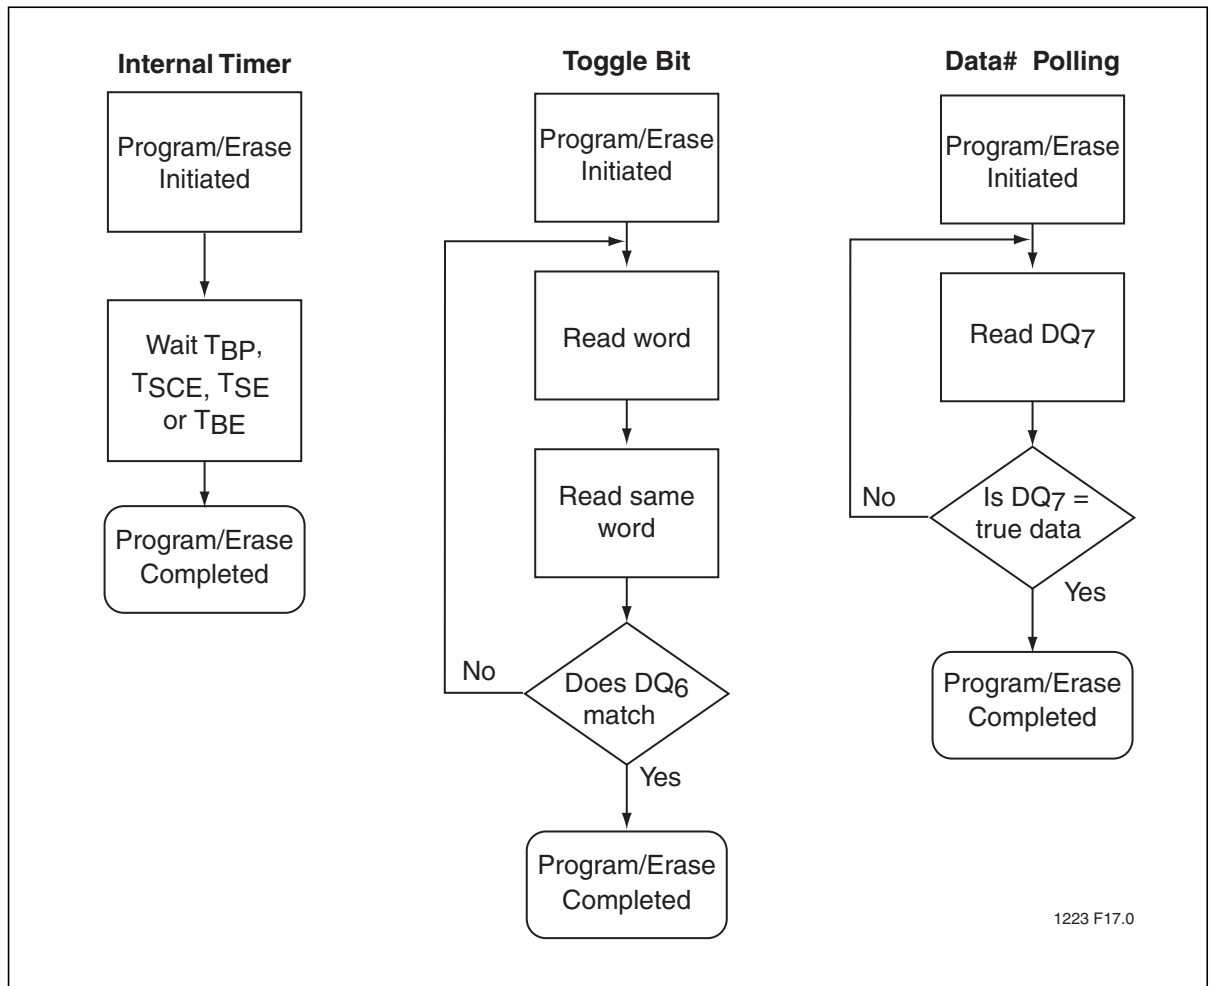 Internal Timer
Program/Erase
Initiated
Wait TBP,
TSCE, TSE
or TBE
Program/Erase
Completed
Toggle Bit
Program/Erase
Initiated
Read word
Read same
word
No
Does DQ6
match
Yes
Program/Erase
Completed
Data# Polling
Program/Erase
Initiated
Read DQ7
No
Is DQ7 =
true data
Yes
Program/Erase
Completed
1223 F17.0